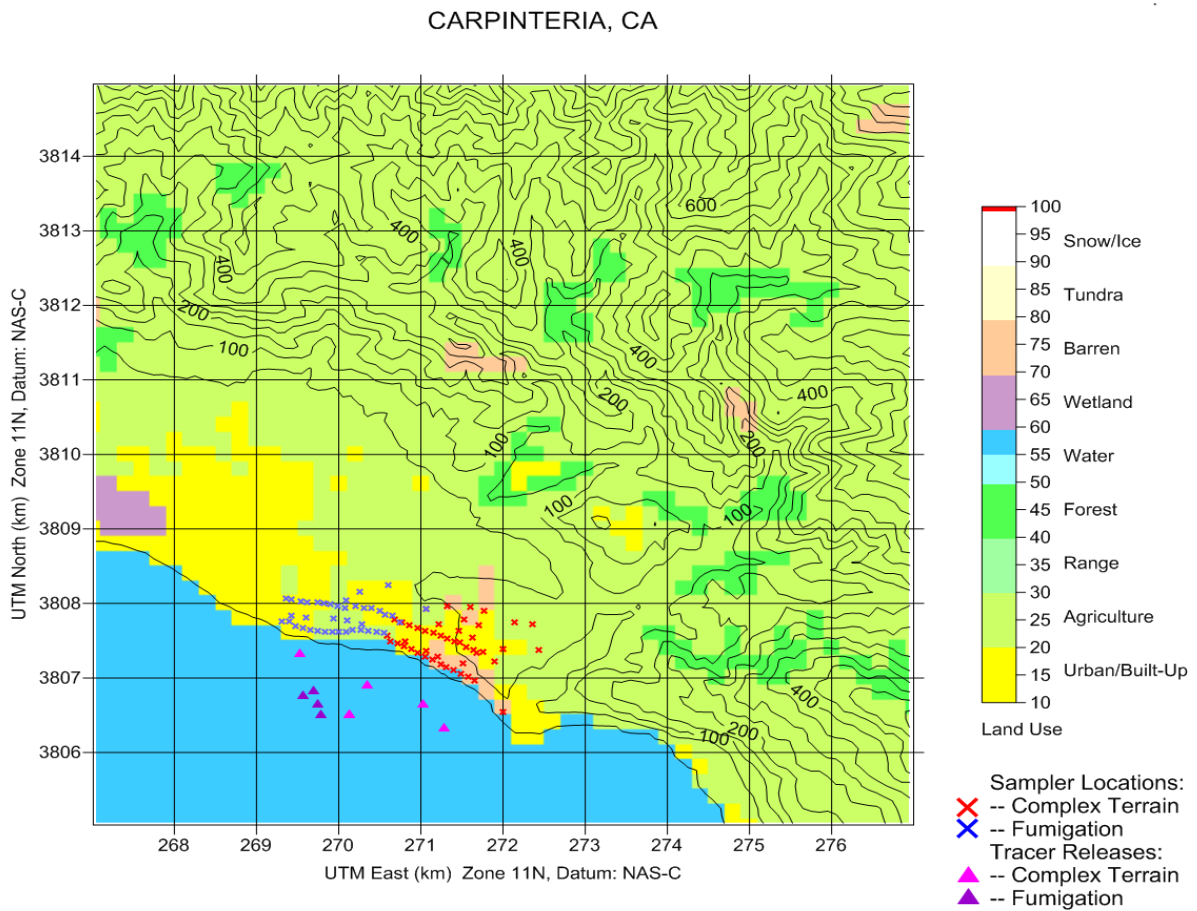 CARPINTERIA, CA
3814
3813
3812
3811
3810
3809
3808
3807
3806
268
269
270
271
272
273
274
275
276
UTM North (km)  Zone 11N, Datum: NAS-C
UTM East (km)  Zone 11N, Datum: NAS-C
600
400
400
400
200
100
400
200
400
200
100
100
100
400
200
100
100
95
Snow/Ice
90
85
Tundra
80
75
Barren
70
65
Wetland
60
55
Water
50
45
Forest
40
35
Range
30
25
Agriculture
20
15
Urban/Built-Up
10
Land Use
Sampler Locations:
-- Complex Terrain
-- Fumigation
Tracer Releases:
-- Complex Terrain
-- Fumigation